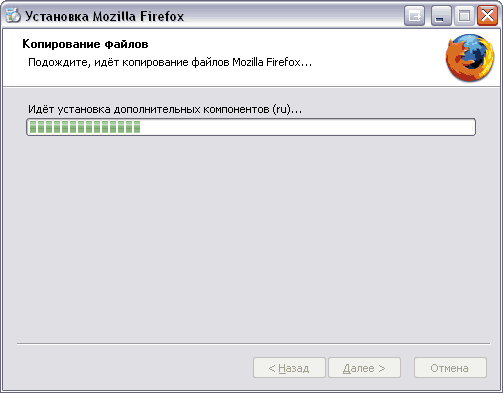 Установка Mozilla Firefox
Копирование файлов
Подождите, идёт копирование файлов Mozilla Firefox...
Идёт установка дополнительных компонентов (ru)...
< Назад
Далее >
Отмена